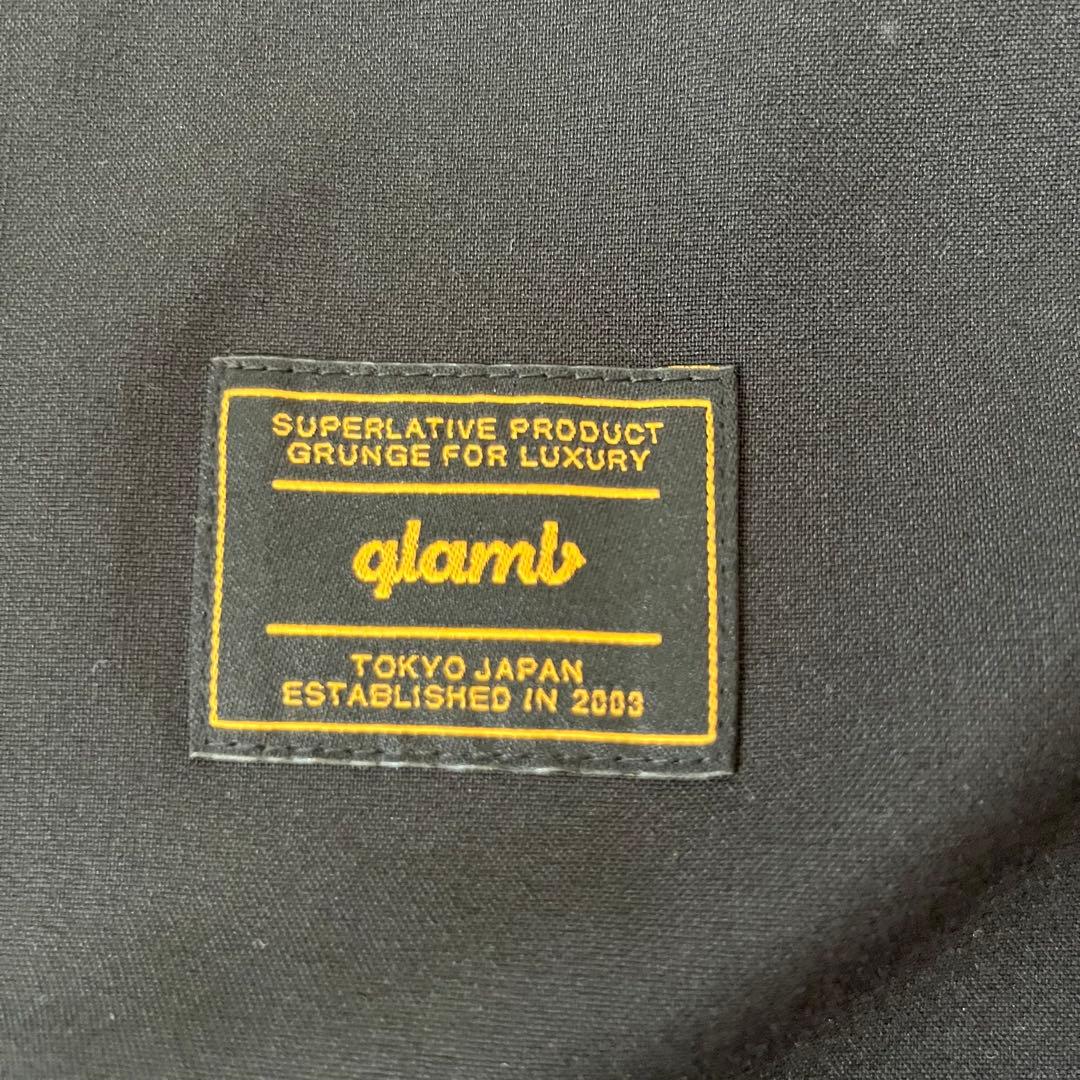 SUPERLATIVE PRODUCT
GRUNGE FOR LUXURY
glamb
TOKYO JAPAN
ESTABLISHED IN 2003